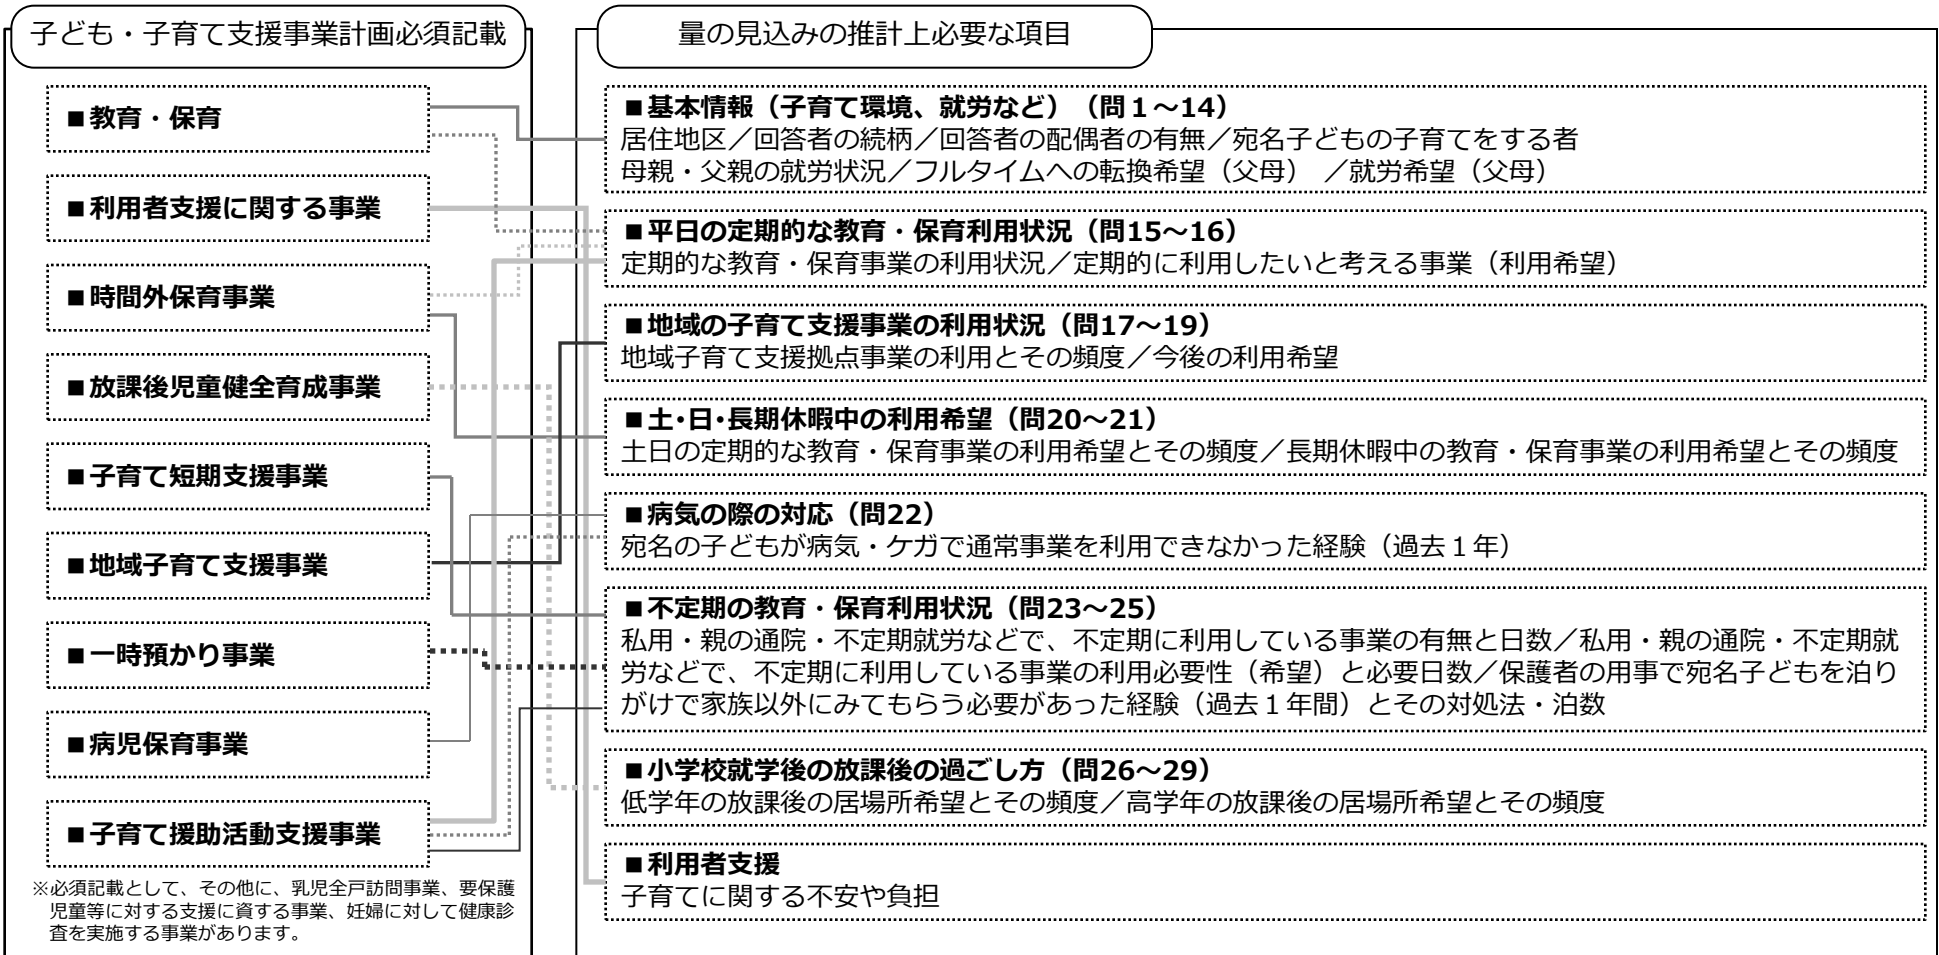 子ども・子育て支援事業計画必須記載
■教育・保育
■利用者支援に関する事業
■時間外保育事業
■放課後児童健全育成事業
■子育て短期支援事業
■地域子育て支援事業
■一時預かり事業
■病児保育事業
■子育て援助活動支援事業
※必須記載として、その他に、乳児全戸訪問事業、要保護
児童等に対する支援に資する事業、妊婦に対して健康診
査を実施する事業があります。
量の見込みの推計上必要な項目
■基本情報（子育て環境、就労など）（問１～14）
居住地区／回答者の続柄／回答者の配偶者の有無／宛名子どもの子育てをする者
母親・父親の就労状況／フルタイムへの転換希望（父母） ／就労希望（父母）
■平日の定期的な教育・保育利用状況（問15～16）
定期的な教育・保育事業の利用状況／定期的に利用したいと考える事業（利用希望）
■地域の子育て支援事業の利用状況（問17～19）
地域子育て支援拠点事業の利用とその頻度／今後の利用希望
■土･日･長期休暇中の利用希望（問20～21）
土日の定期的な教育・保育事業の利用希望とその頻度／長期休暇中の教育・保育事業の利用希望とその頻度
■病気の際の対応（問22）
宛名の子どもが病気・ケガで通常事業を利用できなかった経験（過去１年）
■不定期の教育・保育利用状況（問23～25）
私用・親の通院・不定期就労などで、不定期に利用している事業の有無と日数／私用・親の通院・不定期就
労などで、不定期に利用している事業の利用必要性（希望）と必要日数／保護者の用事で宛名子どもを泊り
がけで家族以外にみてもらう必要があった経験（過去１年間）とその対処法・泊数
■小学校就学後の放課後の過ごし方（問26～29）
低学年の放課後の居場所希望とその頻度／高学年の放課後の居場所希望とその頻度
■利用者支援
子育てに関する不安や負担